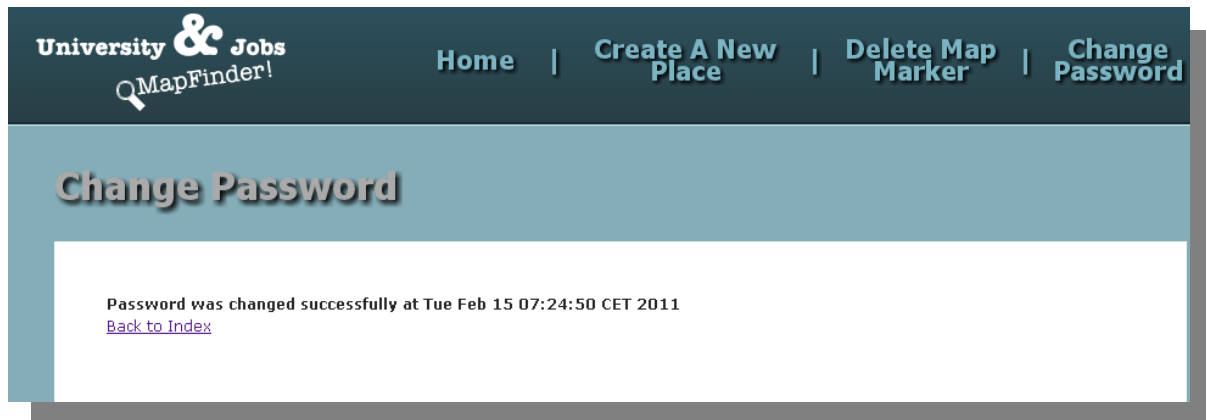 University & Jobs
MapFinder!
Home | Create A New Place | Delete Map Marker | Change Password
Change Password
Password was changed successfully at Tue Feb 15 07:24:50 CET 2011
Back to Index